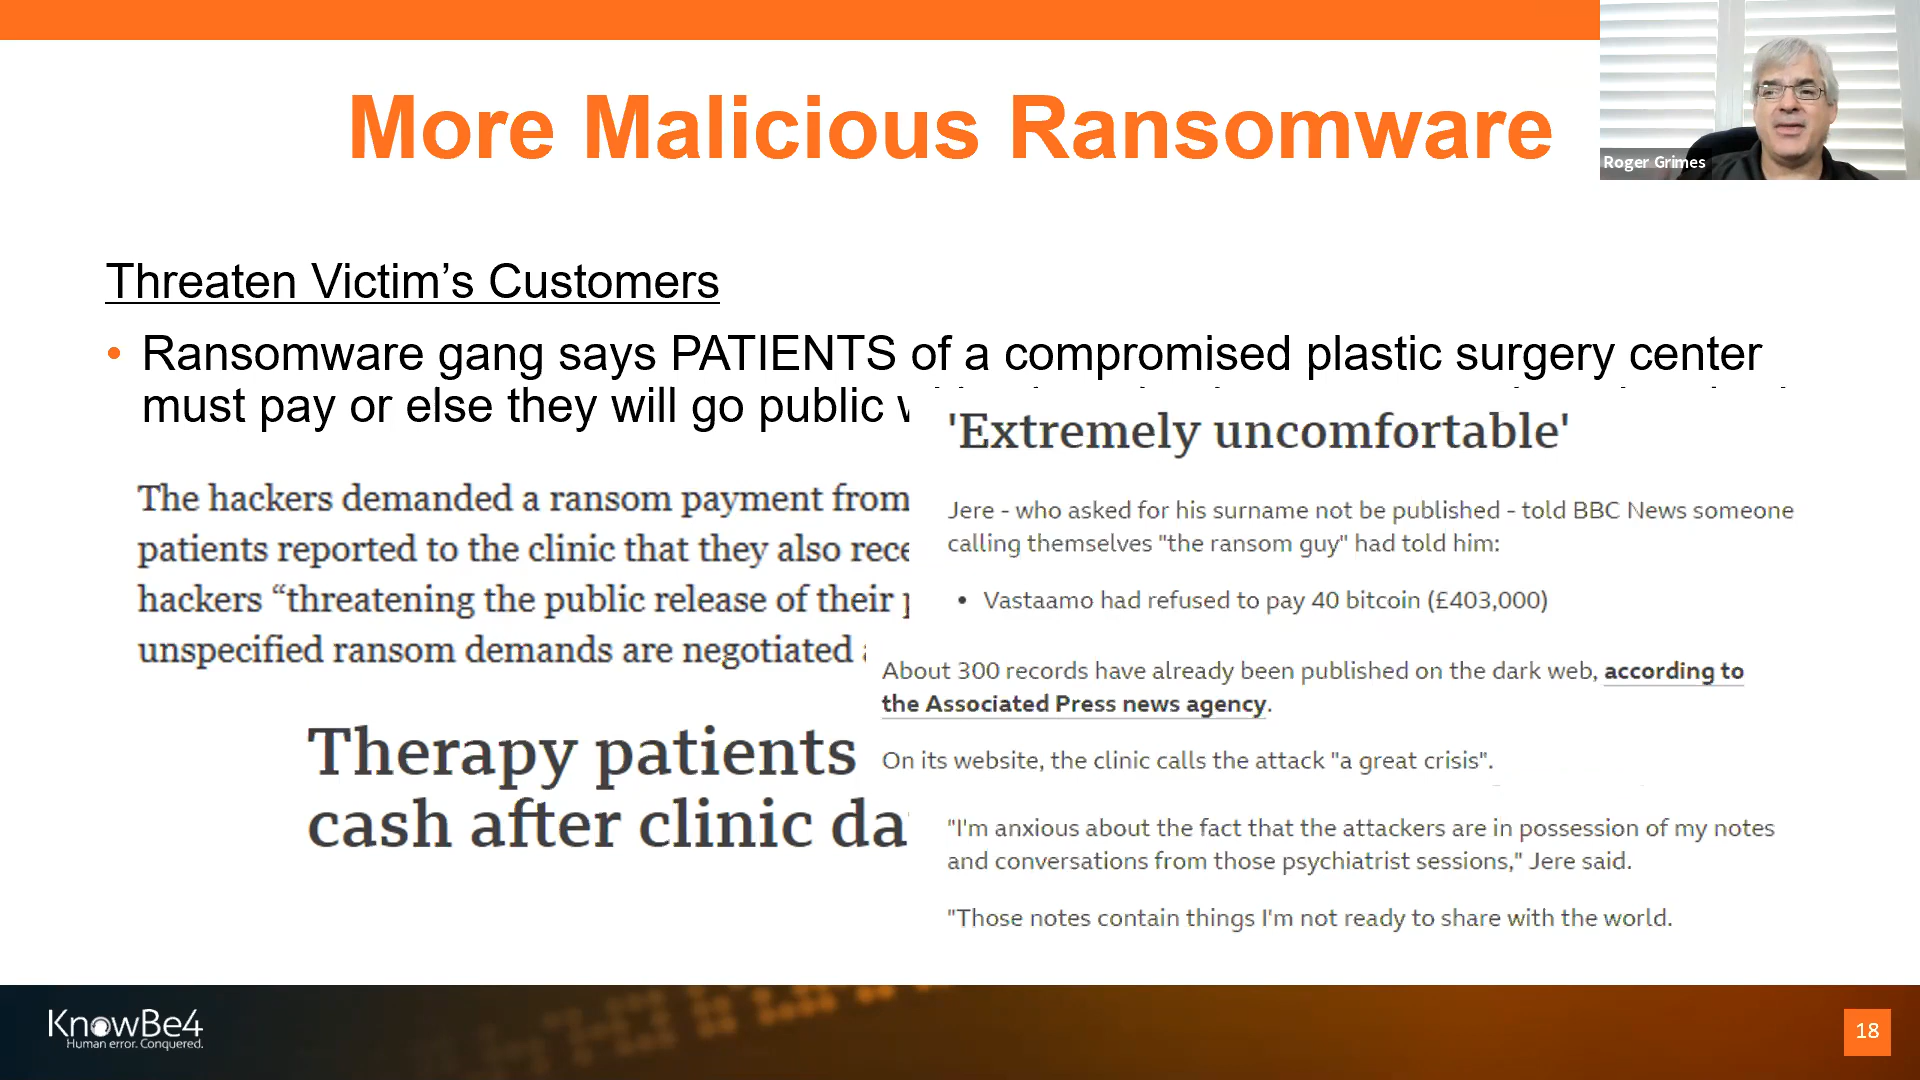 More Malicious Ransomware
Roger Grimes
Threaten Victim’s Customers
• Ransomware gang says PATIENTS of a compromised plastic surgery center
must pay or else they will go public
The hackers demanded a ransom payment from
patients reported to the clinic that they also
hackers “threatening the public release of their
unspecified ransom demands are negotiated
Therapy patients
cash after clinic
'Extremely uncomfortable'
Jere - who asked for his surname not be published - told BBC News someone
calling themselves "the ransom guy" had told him:
• Vastaamo had refused to pay 40 bitcoin (£403,000)
About 300 records have already been published on the dark web, according to
the Associated Press news agency.
On its website, the clinic calls the attack "a great crisis".
"I'm anxious about the fact that the attackers are in possession of my notes
and conversations from those psychiatrist sessions," Jere said.
"Those notes contain things I'm not ready to share with the world.
KnowBe4
Human error. Conquered.
18